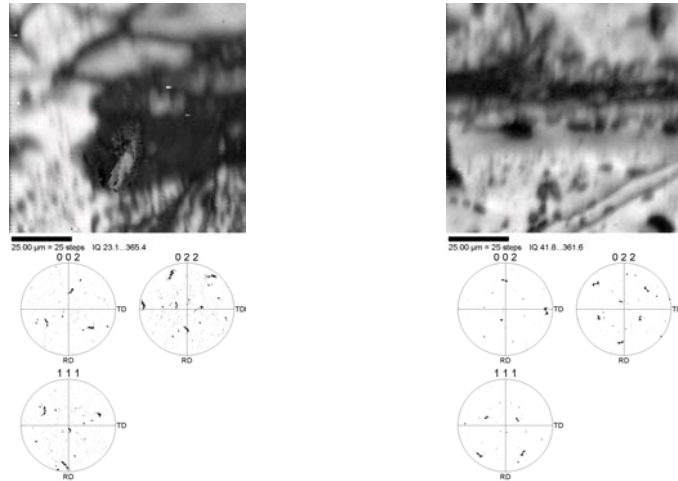 25.00 µm = 25 steps IQ 23.1...365.4
0 0 2
0 2 2
TD
TD
RD
RD
1 1 1
TD
RD
25.00 µm = 25 steps IQ 41.8...361.6
0 0 2
0 2 2
TD
TD
RD
RD
1 1 1
TD
RD